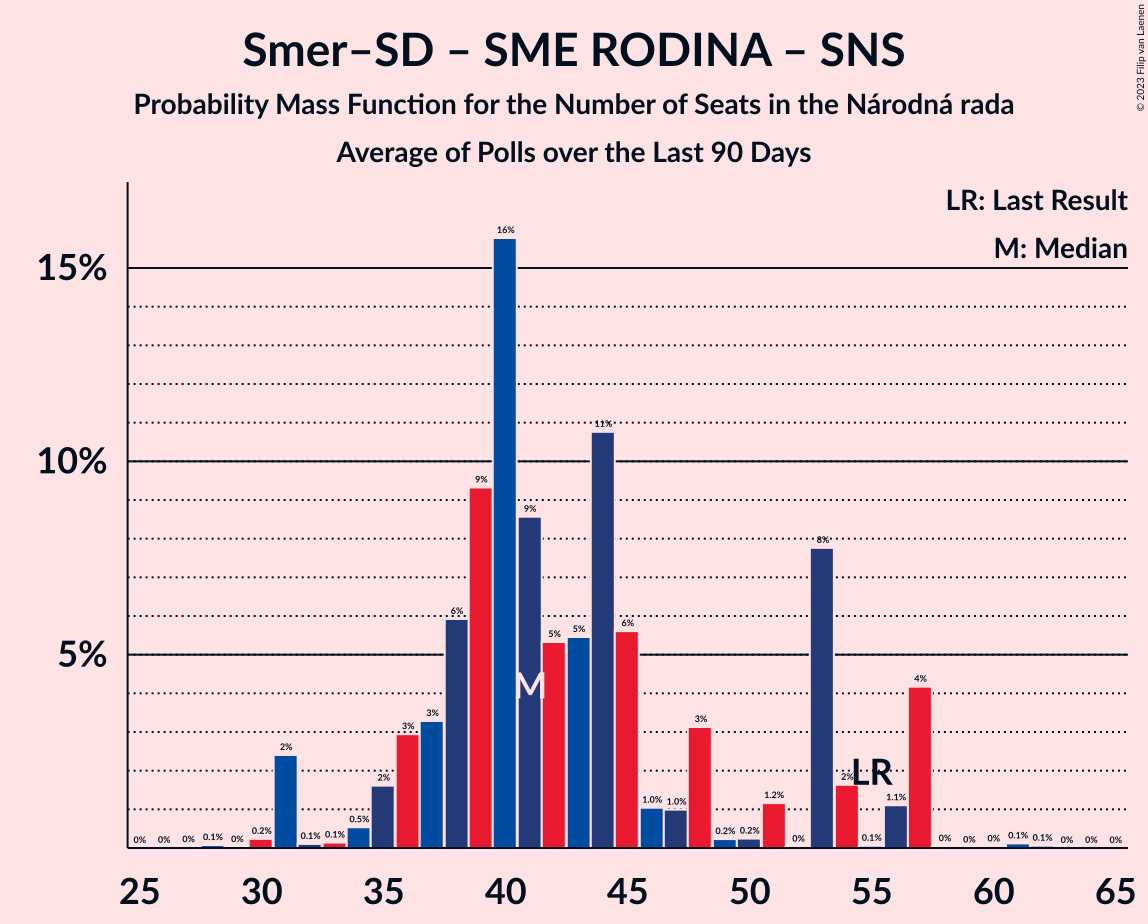 Smer–SD – SME RODINA – SNS
Probability Mass Function for the Number of Seats in the Národná rada
Average of Polls over the Last 90 Days
© 2023 Filip van Laenen
LR: Last Result
M: Median
15%
10%
5%
0% 0% 0% 0.1% 0% 0.2% 2% 0.1% 0.1% 0.5% 2% 3% 3% 6% 9% 16% 9% 5% 5% 11% 6% 1.0% 1.0% 3% 0.2% 0.2% 1.2% 0% 8% 2% 0.1% 1.1% 4% 0% 0% 0% 0.1% 0.1% 0% 0% 0%
M
LR
25 30 35 40 45 50 55 60 65